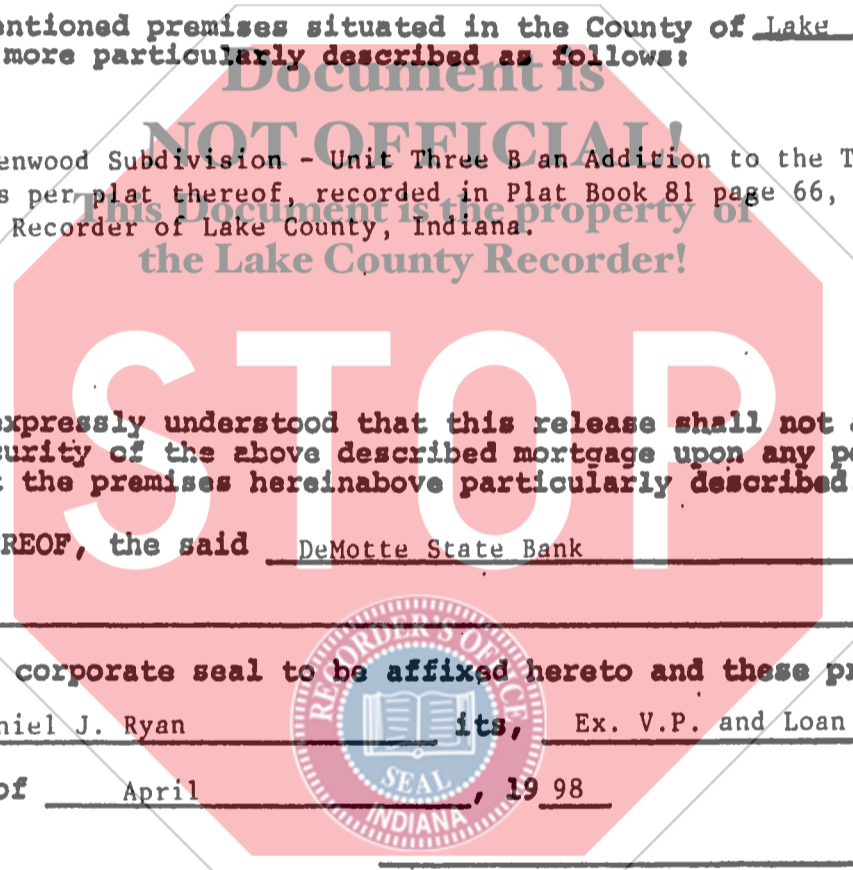 entioned premises situated in the County of Lake
more particularly described as follows:
Document is
NOT OFFICIAL!
enwood Subdivision - Unit Three B an Addition to the T
s per plat thereof, recorded in Plat Book 81 page 66,
This Document is the property of
Recorder of Lake County, Indiana.
the Lake County Recorder!
STOP
expressly understood that this release shall not
urity of the above described mortgage upon any p
the premises hereinabove particularly described
REOF, the said DeMotte State Bank
RECORDER'S OFFICE
corporate seal to be affixed hereto and these pr
niel J. Ryan its, Ex. V.P. and Loan
SEAL
of April, 19 98
INDIANA